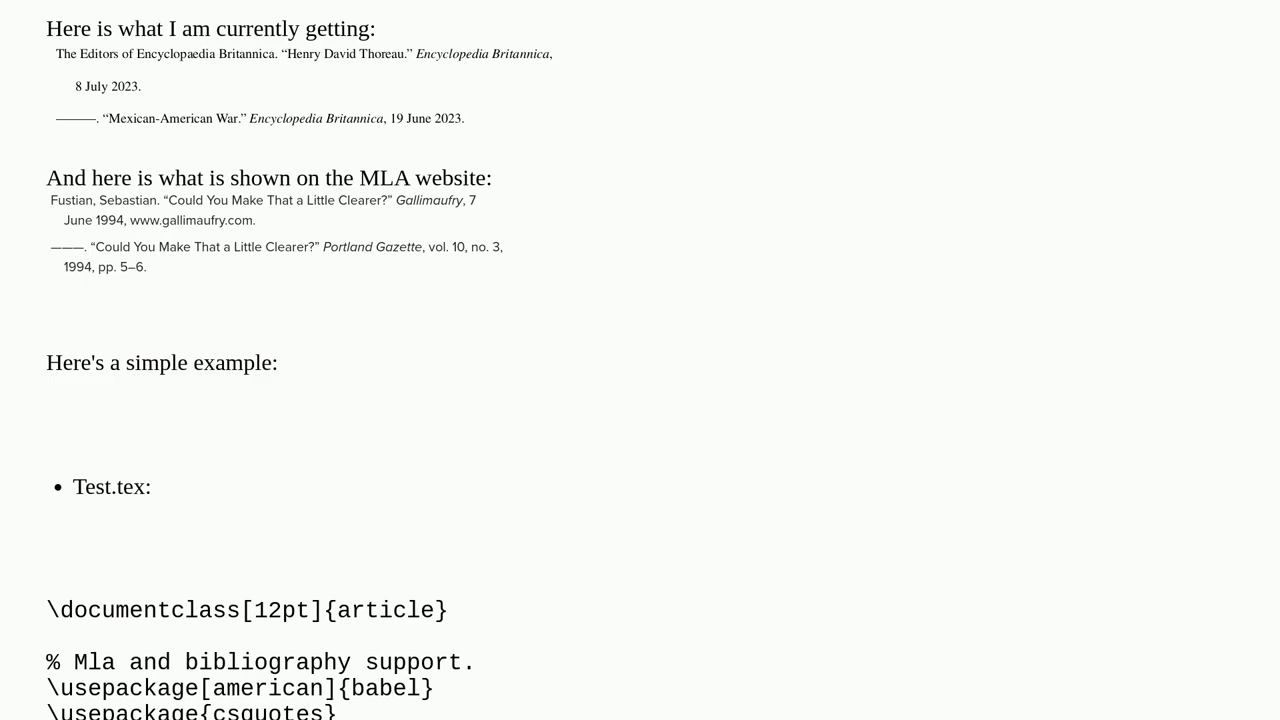 Here is what I am currently getting:
The Editors of Encyclopaedia Britannica. “Henry David Thoreau.” Encyclopedia Britannica,
8 July 2023.
———. “Mexican-American War.” Encyclopedia Britannica, 19 June 2023.
And here is what is shown on the MLA website:
Fustian, Sebastian. “Could You Make That a Little Clearer?” Gallimaufry, 7
June 1994, www.gallimaufry.com.
———. “Could You Make That a Little Clearer?” Portland Gazette, vol. 10, no. 3,
1994, pp. 5–6.
Here's a simple example:
• Test.tex:
\documentclass[12pt]{article}
% Mla and bibliography support.
\usepackage[american]{babel}
\usepackage{csquotes}